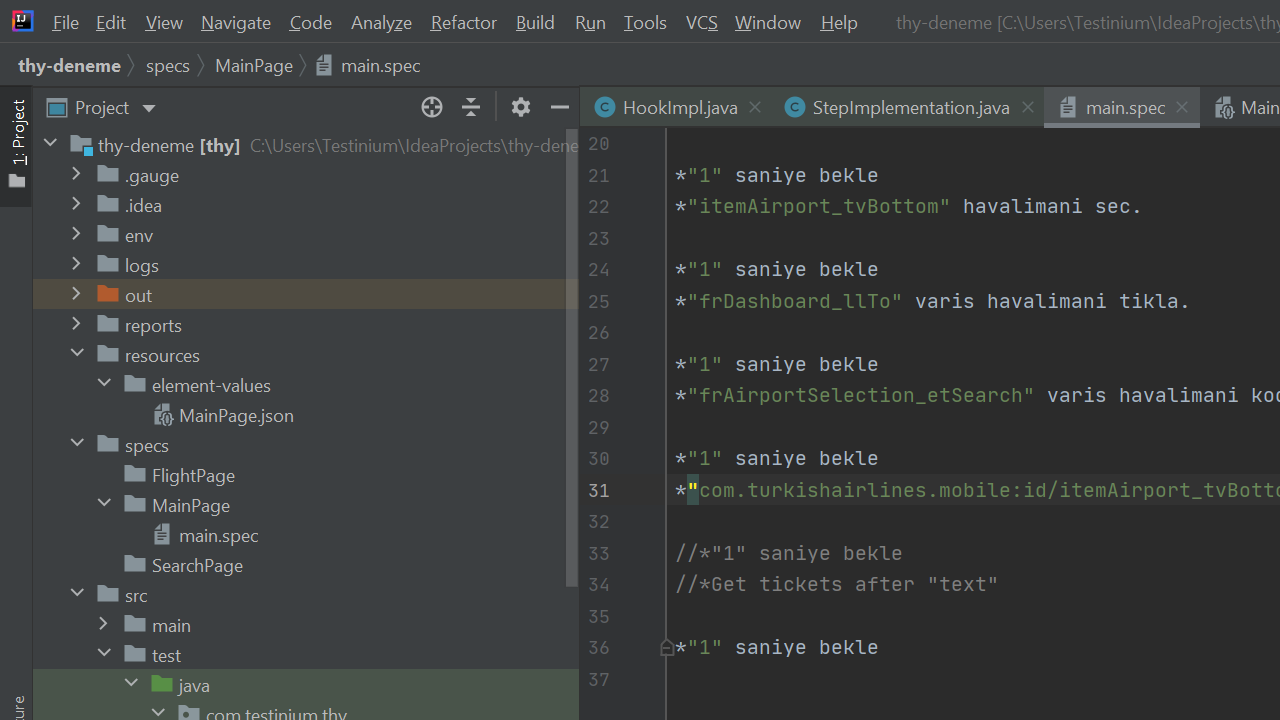 File Edit View Navigate Code Analyze Refactor Build Run Tools VCS Window Help thy-deneme [C:\Users\Testinium\IdeaProjects\thy
thy-deneme specs MainPage main.spec
1: Project
Project
thy-deneme [thy] C:\Users\Testinium\IdeaProjects\thy-dene
.gauge
.idea
env
logs
out
reports
resources
element-values
MainPage.json
specs
FlightPage
MainPage
main.spec
SearchPage
src
main
test
java
com.testinium.thy
HookImpl.java StepImplementation.java main.spec Main
20
21 *"1" saniye bekle
22 *"itemAirport_tvBottom" havalimani sec.
23
24 *"1" saniye bekle
25 *"frDashboard_llTo" varis havalimani tikla.
26
27 *"1" saniye bekle
28 *"frAirportSelection_etSearch" varis havalimani kod
29
30 *"1" saniye bekle
31 *"com.turkishairlines.mobile:id/itemAirport_tvBotto
32
33 //*"1" saniye bekle
34 //*Get tickets after "text"
35
36 *"1" saniye bekle
37